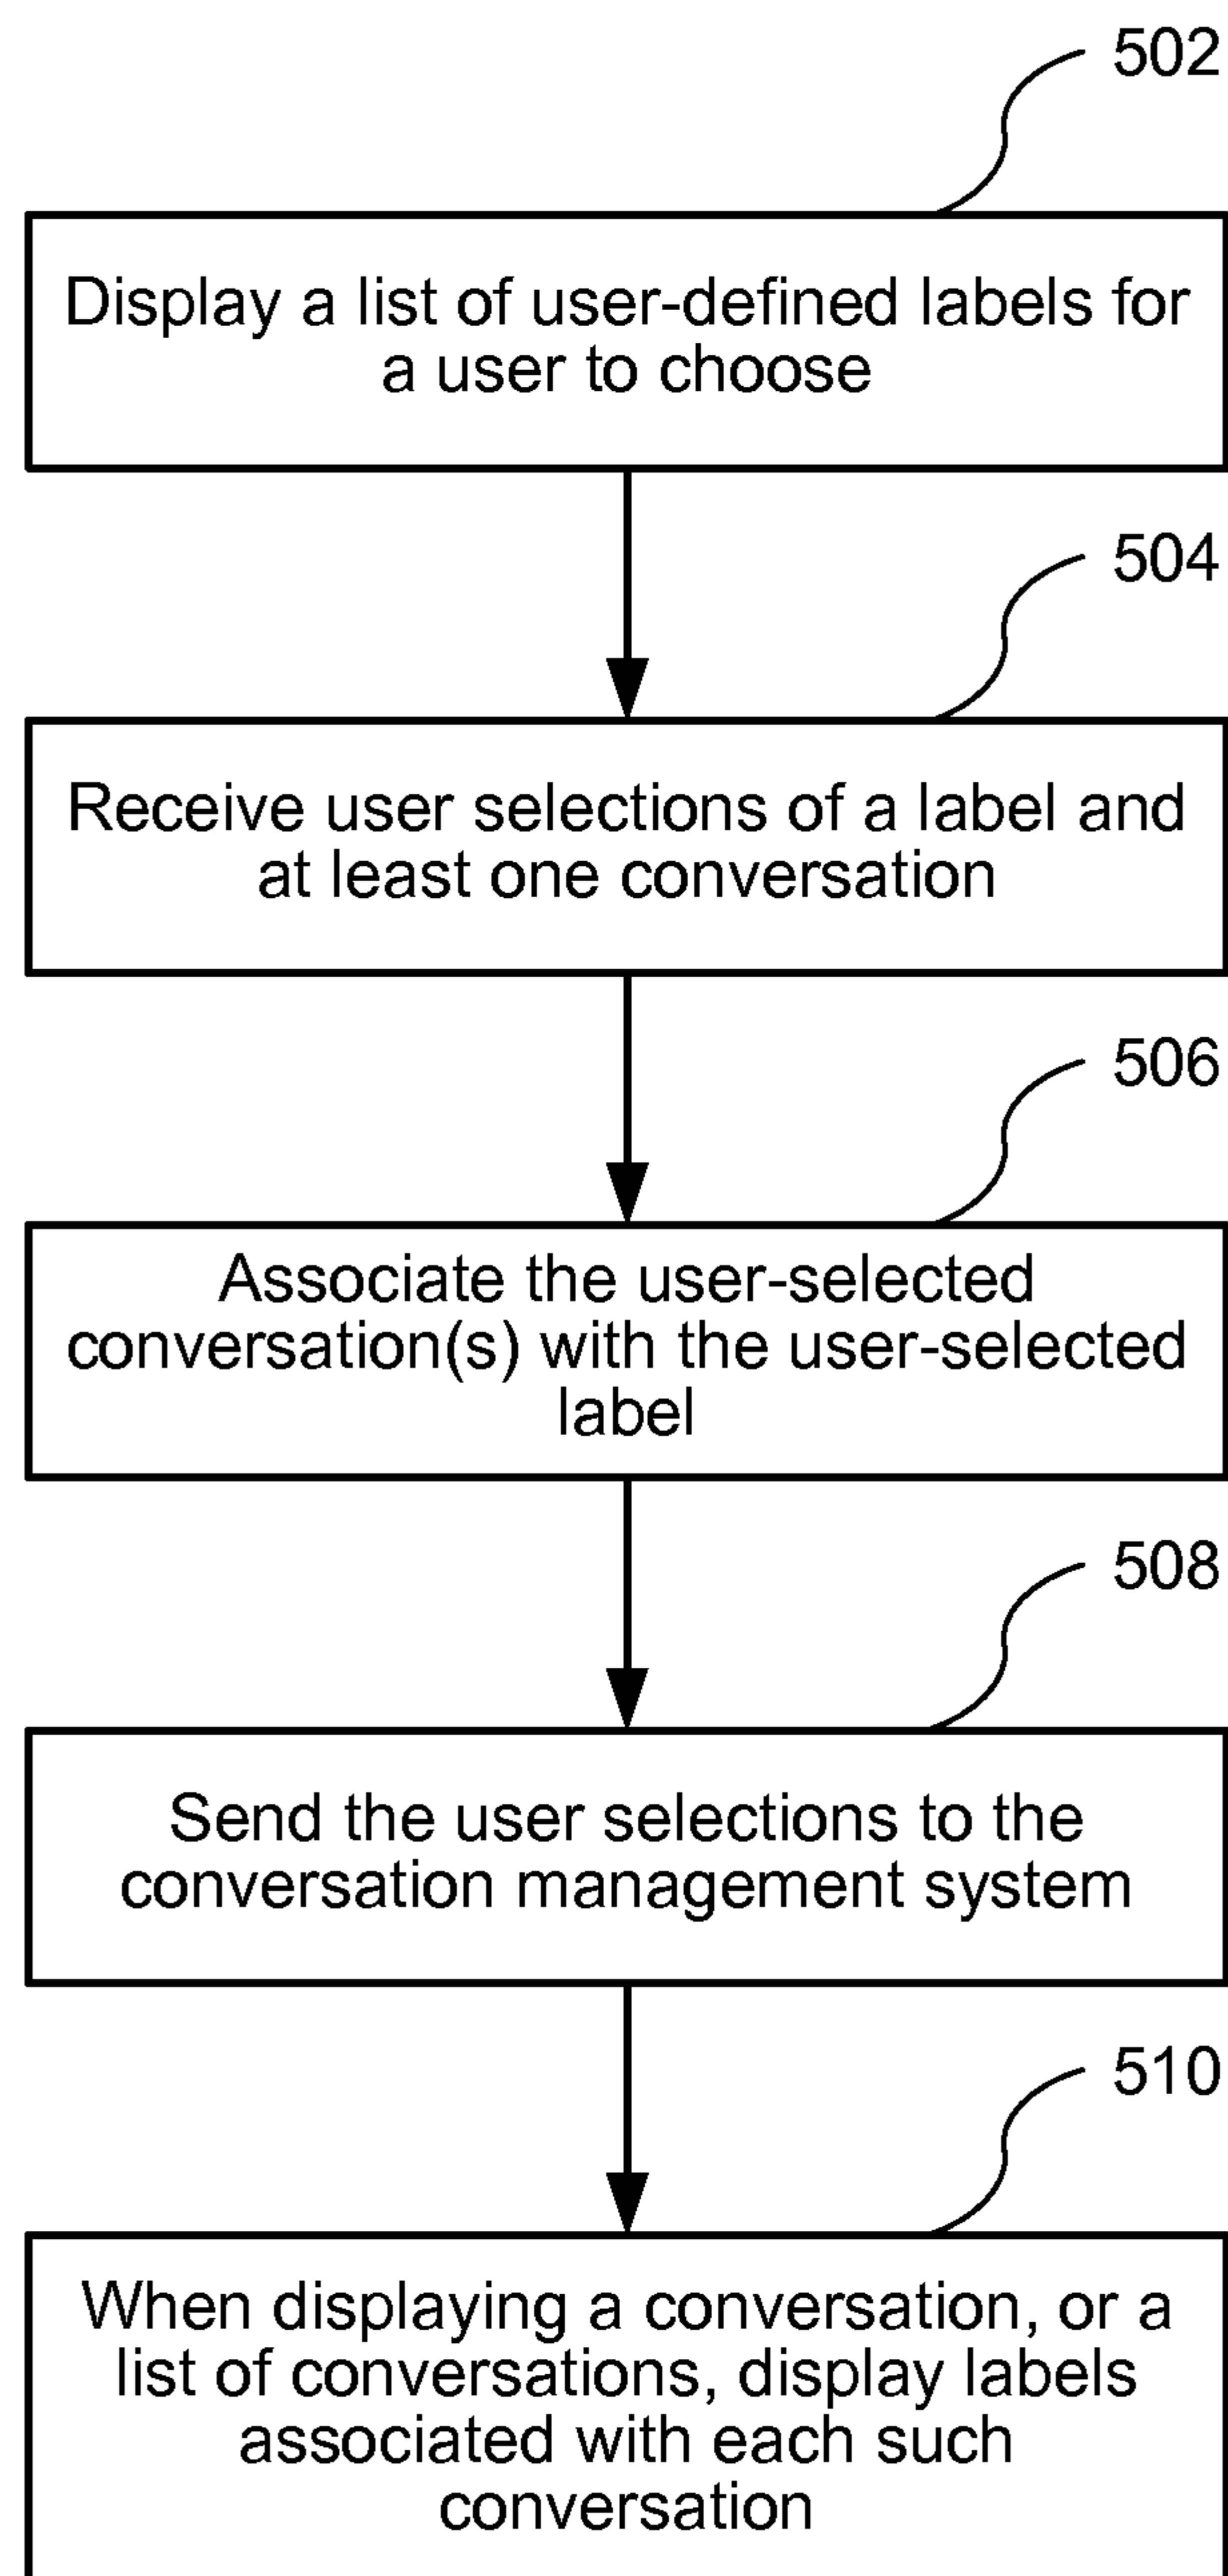 502
Display a list of user-defined labels for
a user to choose
504
Receive user selections of a label and
at least one conversation
506
Associate the user-selected
conversation(s) with the user-selected
label
508
Send the user selections to the
conversation management system
510
When displaying a conversation, or a
list of conversations, display labels
associated with each such
conversation